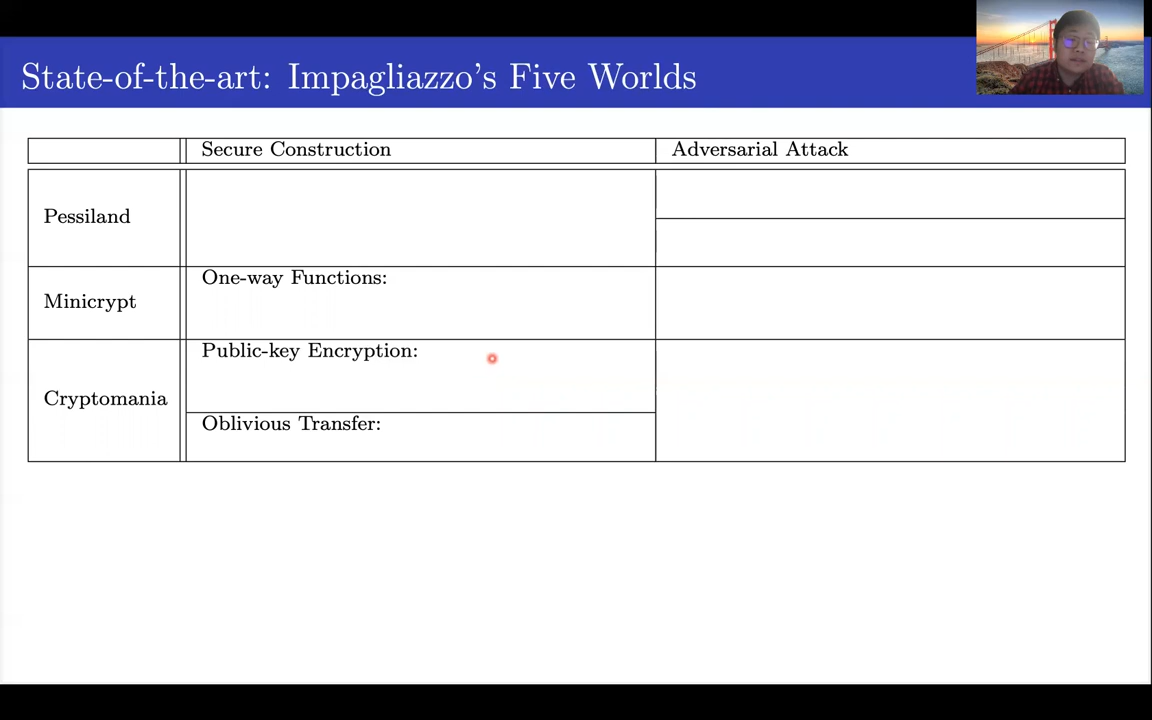 State-of-the-art: Impagliazzo's Five Worlds
Secure Construction
Adversarial Attack
Pessiland
One-way Functions:
Minicrypt
Public-key Encryption:
Cryptomania
Oblivious Transfer: